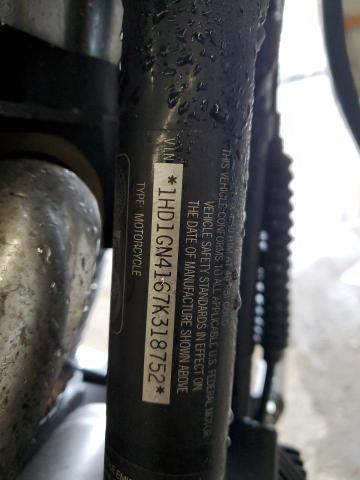 VIN
THIS VEHICLE CONFORMS TO ALL APPLICABLE U.S. FEDERAL MOTOR
VEHICLE SAFETY STANDARDS IN EFFECT ON
THE DATE OF MANUFACTURE SHOWN ABOVE
*1HD1GN4167K318752*
TYPE: MOTORCYCLE